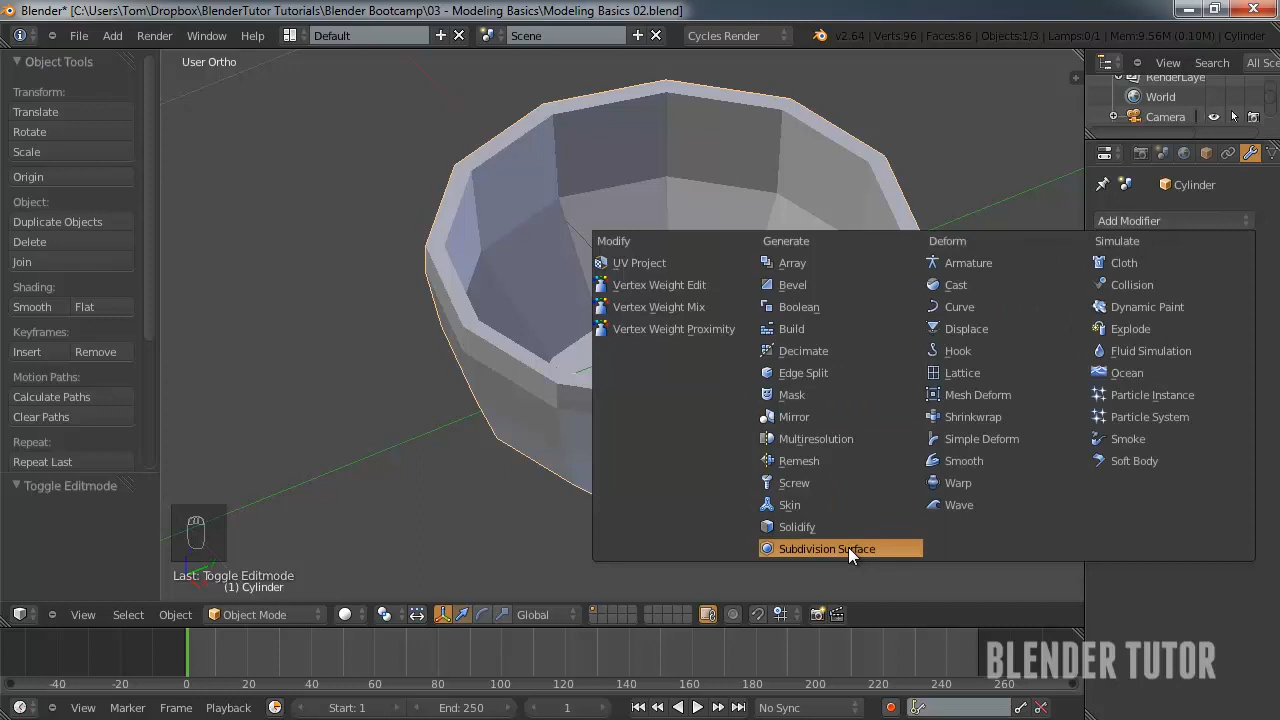 Blender* [C:\Users\Tom\Dropbox\BlenderTutor Tutorials\Blender Bootcamp\03 - Modeling Basics\Modeling Basics 02.blend]
File Add Render Window Help Default Scene Cycles Render v2.64 | Verts:96 | Faces:86 | Objects:1/3 | Lamps:0/1 | Mem:9.56M (0.10M) | Cylinder
Object Tools
Transform:
Translate
Rotate
Scale
Origin
Object:
Duplicate Objects
Delete
Join
Shading:
Smooth Flat
Keyframes:
Insert Remove
Motion Paths:
Calculate Paths
Clear Paths
Repeat:
Repeat Last
Toggle Editmode
User Ortho
Last: Toggle Editmode
(1) Cylinder
View Search All Sce
RenderLaye
World
Camera
Cylinder
Add Modifier
Modify
UV Project
Vertex Weight Edit
Vertex Weight Mix
Vertex Weight Proximity
Generate
Array
Bevel
Boolean
Build
Decimate
Edge Split
Mask
Mirror
Multiresolution
Remesh
Screw
Skin
Solidify
Subdivision Surface
Deform
Armature
Cast
Curve
Displace
Hook
Lattice
Mesh Deform
Shrinkwrap
Simple Deform
Smooth
Warp
Wave
Simulate
Cloth
Collision
Dynamic Paint
Explode
Fluid Simulation
Ocean
Particle Instance
Particle System
Smoke
Soft Body
View Select Object Object Mode Global
-40 -20 0 20 40 60 80 100 120 140 160 180 200 220 240 260
View Marker Frame Playback Start: 1 End: 250 1 No Sync
BLENDER TUTOR